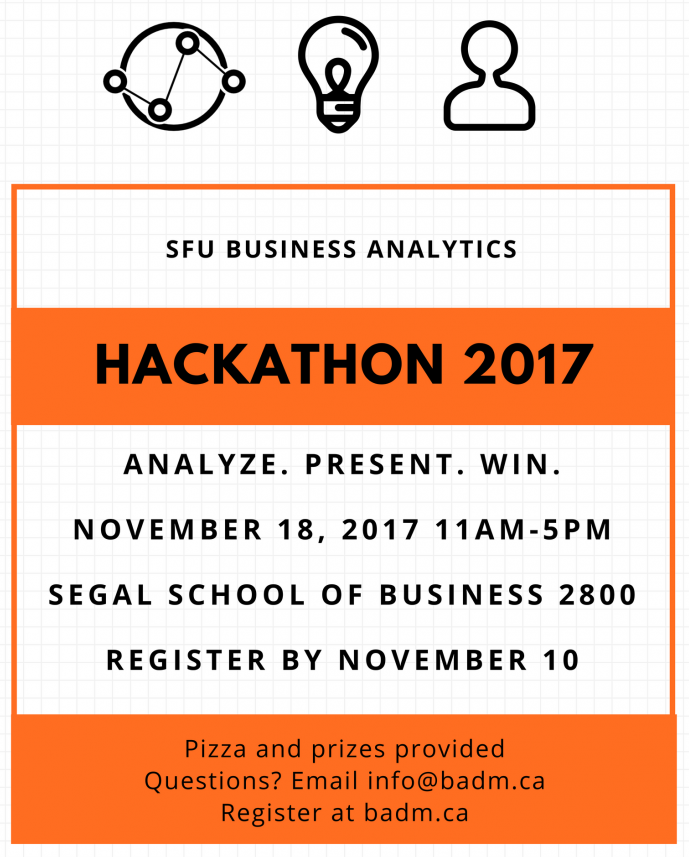 SFU BUSINESS ANALYTICS
HACKATHON 2017
ANALYZE. PRESENT. WIN.
NOVEMBER 18, 2017 11AM-5PM
SEGAL SCHOOL OF BUSINESS 2800
REGISTER BY NOVEMBER 10
Pizza and prizes provided
Questions? Email info@badm.ca
Register at badm.ca